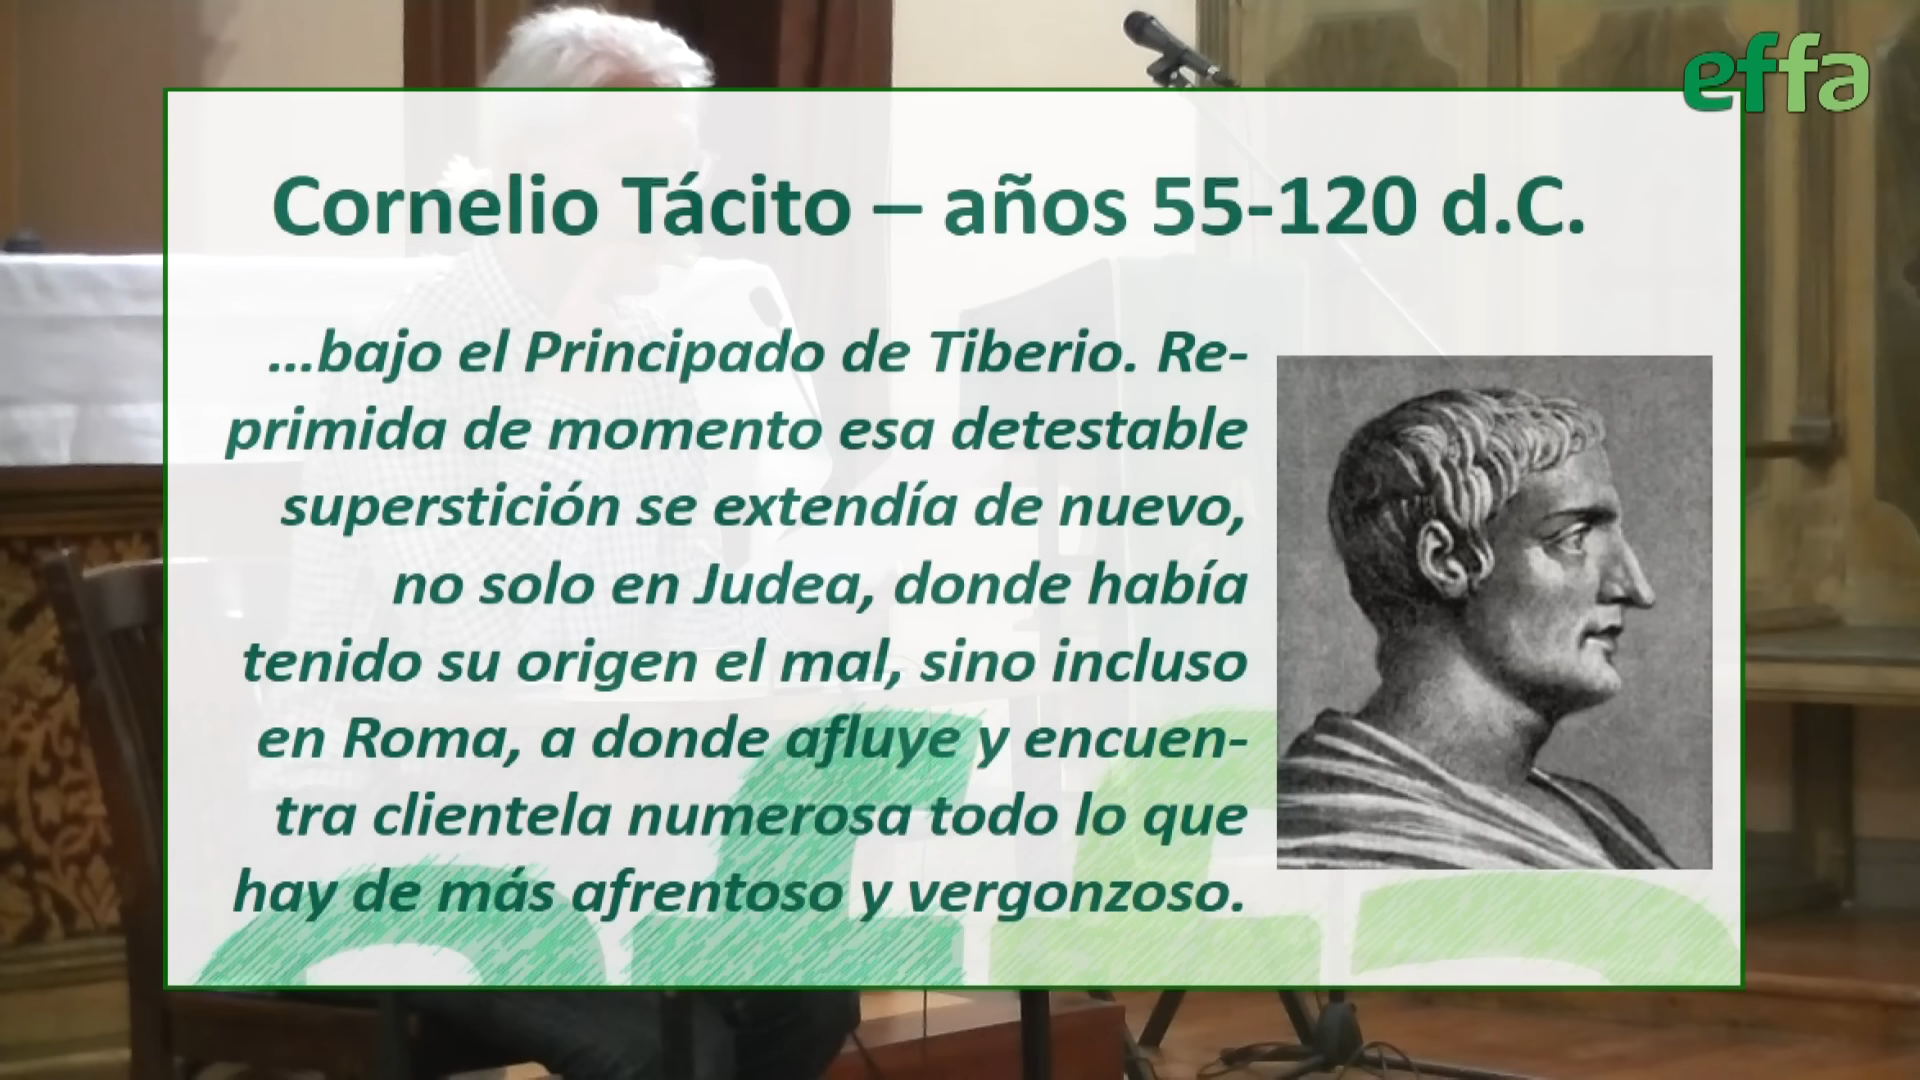 effa
Cornelio Tácito – años 55-120 d.C.
...bajo el Principado de Tiberio. Re-
primida de momento esa detestable
superstición se extendía de nuevo,
no solo en Judea, donde había
tenido su origen el mal, sino incluso
en Roma, a donde afluye y encuen-
tra clientela numerosa todo lo que
hay de más afrentoso y vergonzoso.